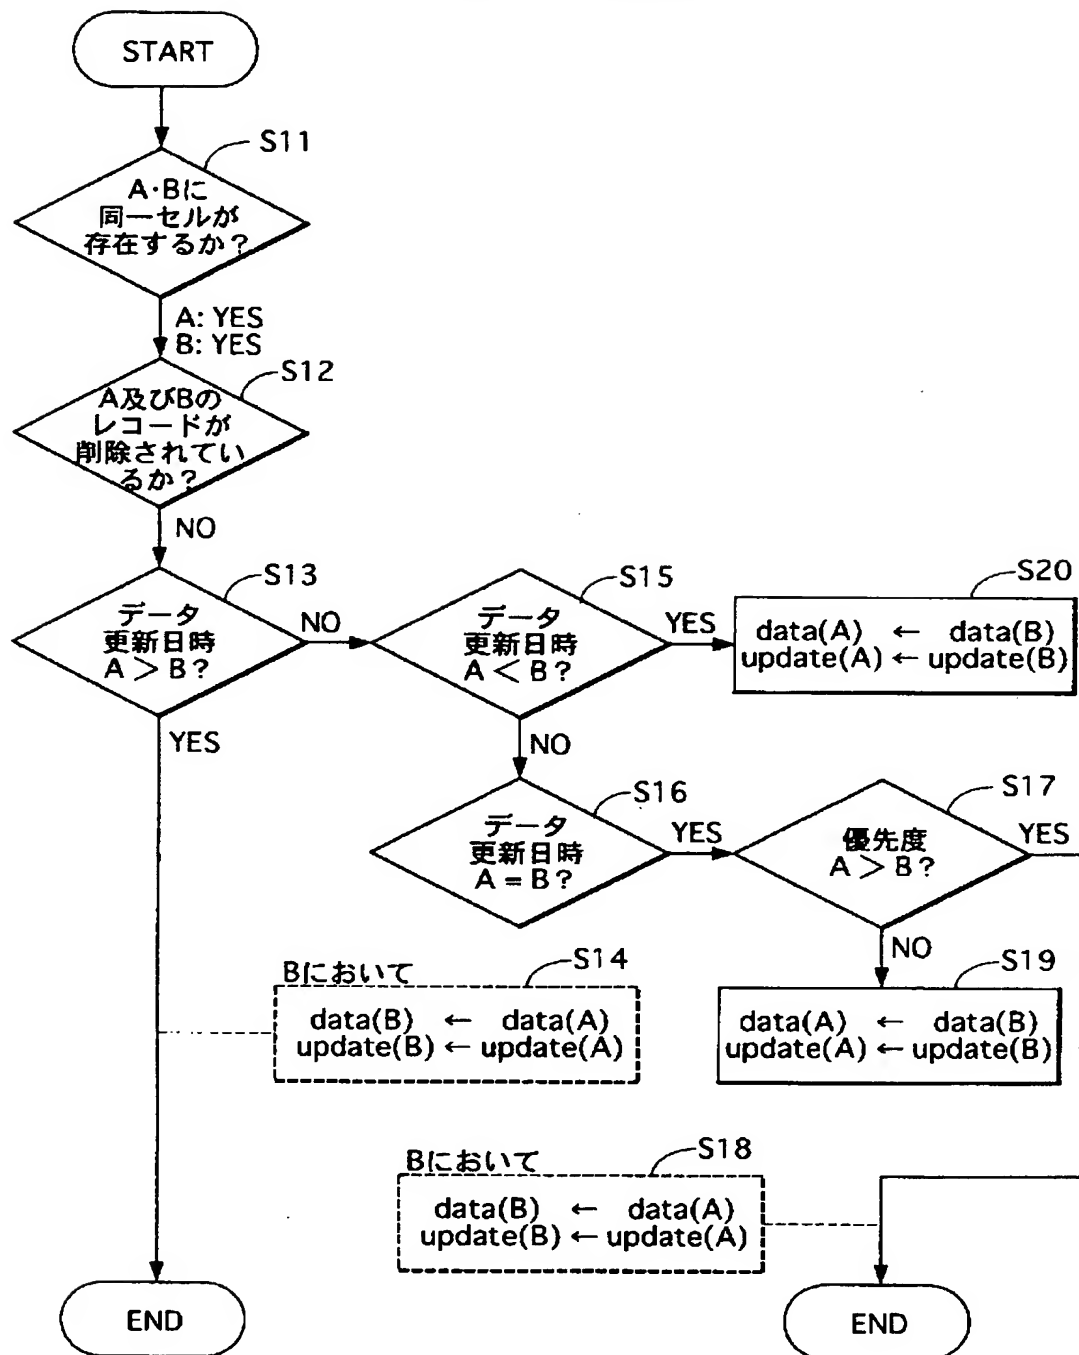 START
S11
A·Bに
同一セルが
存在するか？
A: YES
B: YES
S12
A及びBの
レコードが
削除されてい
るか？
NO
S13
データ
更新日時
A > B？
NO
YES
S15
データ
更新日時
A < B？
YES
NO
S20
data(A) ← data(B)
update(A) ← update(B)
S16
データ
更新日時
A = B？
YES
S17
優先度
A > B？
YES
NO
S14
Bにおいて
data(B) ← data(A)
update(B) ← update(A)
S19
data(A) ← data(B)
update(A) ← update(B)
S18
Bにおいて
data(B) ← data(A)
update(B) ← update(A)
END
END